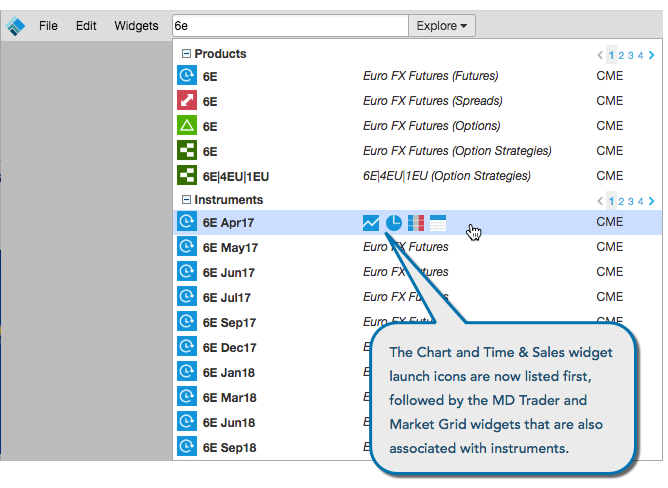 File Edit Widgets 6e Explore
Products 1 2 3 4
6E Euro FX Futures (Futures) CME
6E Euro FX Futures (Spreads) CME
6E Euro FX Futures (Options) CME
6E Euro FX Futures (Option Strategies) CME
6E|4EU|1EU 6E|4EU|1EU (Option Strategies) CME
Instruments 1 2 3 4
6E Apr17 CME
6E May17 Euro FX Futures CME
6E Jun17 Euro FX Futures CME
6E Jul17 Euro FX Futures CME
6E Sep17 Euro FX Futures CME
6E Dec17 CME
6E Jan18
6E Mar18
6E Jun18
6E Sep18
The Chart and Time & Sales widget
launch icons are now listed first,
followed by the MD Trader and
Market Grid widgets that are also
associated with instruments.